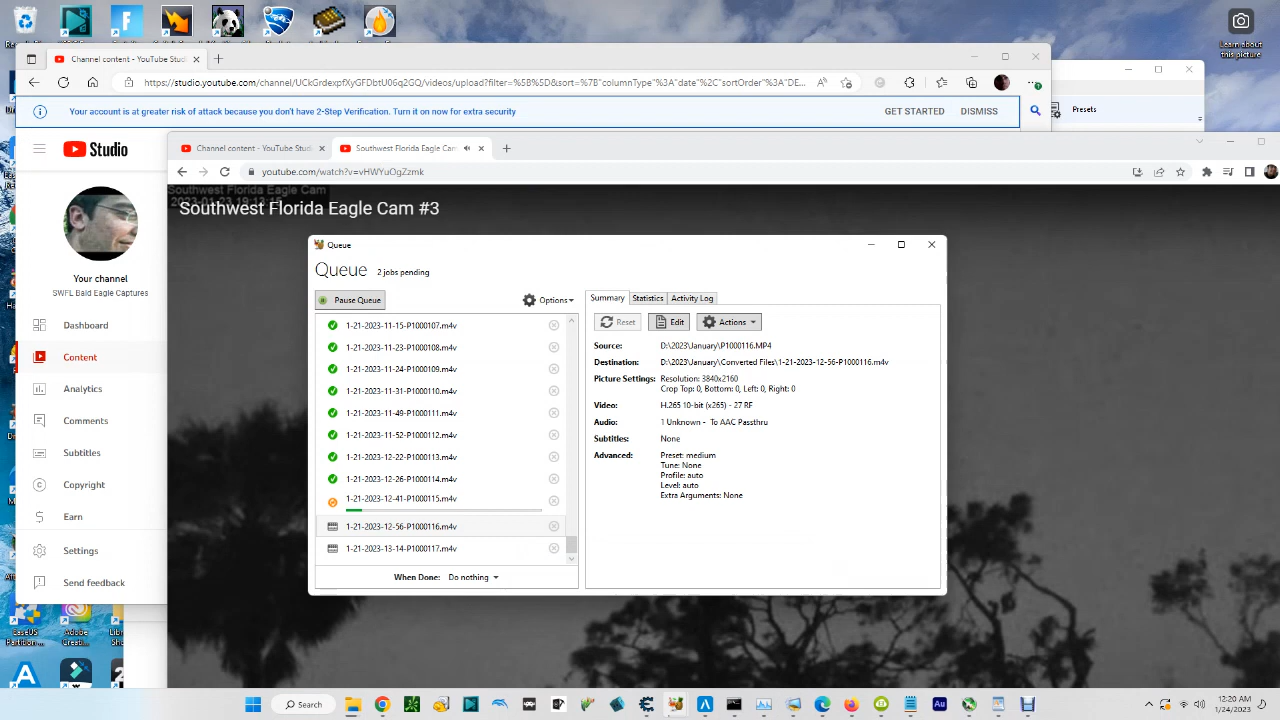 Learn about
this picture
Channel content - YouTube Studi
https://studio.youtube.com/channel/UCkGrdexpfXyGFDbtU06q2GQ/videos/upload?filter=%5B%5D&sort=%7B"columnType"%3A"date"%2C"sortOrder"%3A"DE...
Your account is at greater risk of attack because you don't have 2-Step Verification. Turn it on now for extra security
GET STARTED
DISMISS
Presets
Studio
Your channel
SWFL Bald Eagle Captures
Dashboard
Content
Analytics
Comments
Subtitles
Copyright
Earn
Settings
Send feedback
Channel content - YouTube Studi
Southwest Florida Eagle Cam
youtube.com/watch?v=vHWYuOgZzmk
Southwest Florida Eagle Cam
Southwest Florida Eagle Cam #3
Queue
Queue
2 jobs pending
Pause Queue
Options
1-21-2023-11-15-P1000107.m4v
1-21-2023-11-23-P1000108.m4v
1-21-2023-11-24-P1000109.m4v
1-21-2023-11-31-P1000110.m4v
1-21-2023-11-49-P1000111.m4v
1-21-2023-11-52-P1000112.m4v
1-21-2023-12-22-P1000113.m4v
1-21-2023-12-26-P1000114.m4v
1-21-2023-12-41-P1000115.m4v
1-21-2023-12-56-P1000116.m4v
1-21-2023-13-14-P1000117.m4v
When Done: Do nothing
Summary
Statistics
Activity Log
Reset
Edit
Actions
Source: D:\2023\January\P1000116.MP4
Destination: D:\2023\January\Converted Files\1-21-2023-12-56-P1000116.m4v
Picture Settings: Resolution: 3840x2160
Crop Top: 0, Bottom: 0, Left: 0, Right: 0
Video: H.265 10-bit (x265) - 27 RF
Audio: 1 Unknown - To AAC Passthru
Subtitles: None
Advanced: Preset: medium
Tune: None
Profile: auto
Level: auto
Extra Arguments: None
EaseUS
Partition...
Adobe
Creati...
Search
12:20 AM
1/24/2023